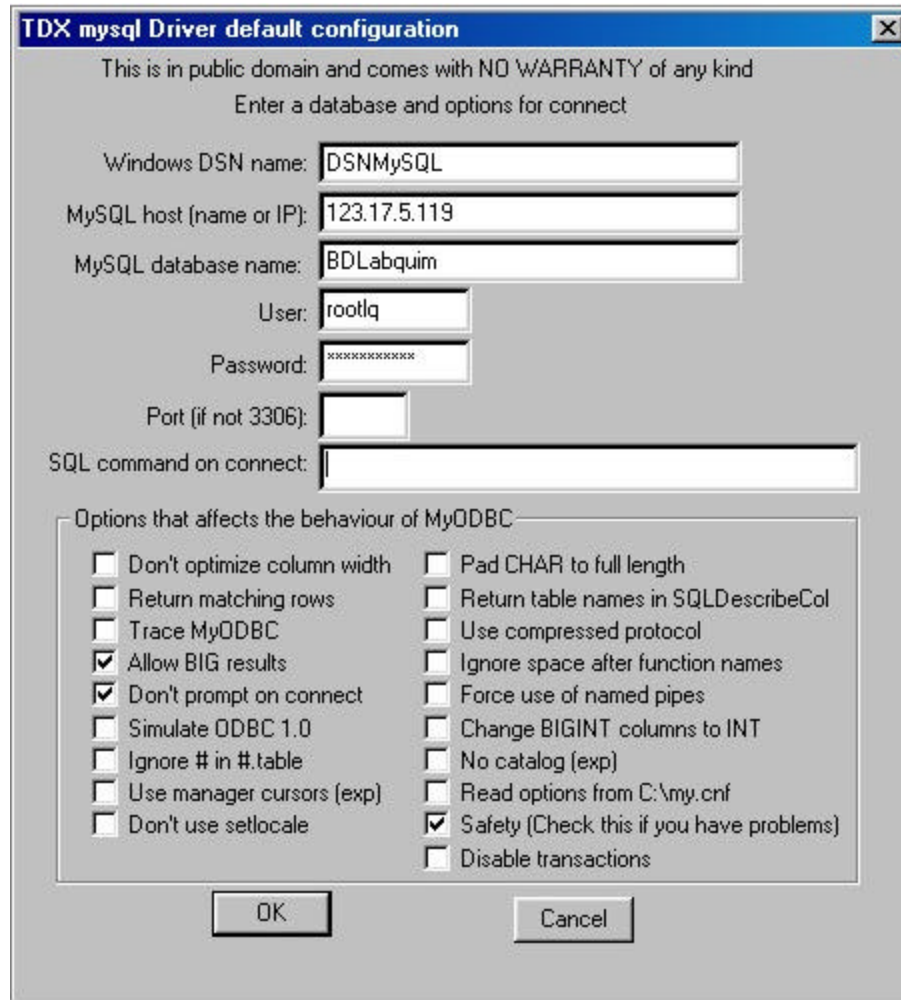 TDX mysql Driver default configuration
This is in public domain and comes with NO WARRANTY of any kind
Enter a database and options for connect
Windows DSN name: DSNMySQL
MySQL host (name or IP): 123.17.5.119
MySQL database name: BDLabquim
User: rootlq
Password: ***********
Port (if not 3306):
SQL command on connect:
Options that affects the behaviour of MyODBC
Don't optimize column width
Return matching rows
Trace MyODBC
Allow BIG results
Don't prompt on connect
Simulate ODBC 1.0
Ignore # in #.table
Use manager cursors (exp)
Don't use setlocale
Pad CHAR to full length
Return table names in SQLDescribeCol
Use compressed protocol
Ignore space after function names
Force use of named pipes
Change BIGINT columns to INT
No catalog (exp)
Read options from C:\my.cnf
Safety (Check this if you have problems)
Disable transactions
OK
Cancel